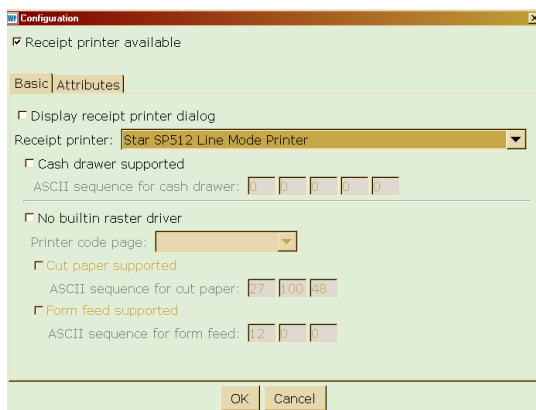 WF Configuration
Receipt printer available
Basic Attributes
Display receipt printer dialog
Receipt printer: Star SP512 Line Mode Printer
Cash drawer supported
ASCII sequence for cash drawer: 0 0 0 0 0
No builtin raster driver
Printer code page:
Cut paper supported
ASCII sequence for cut paper: 27 100 48
Form feed supported
ASCII sequence for form feed: 12 0 0
OK Cancel